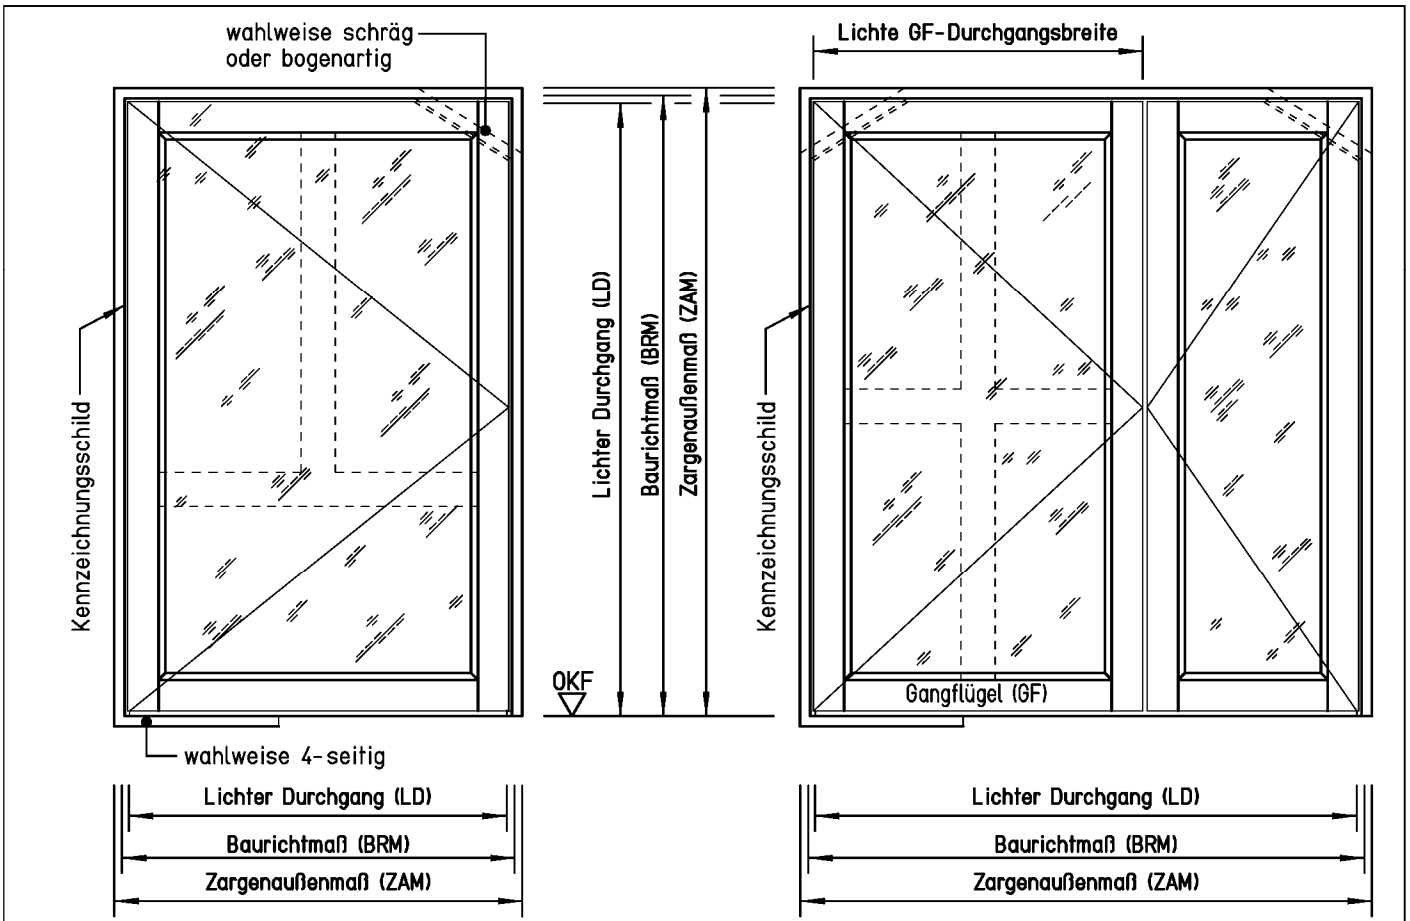 wahlweise schräg
oder bogenartig
Lichte GF-Durchgangsbreite
Kennzeichnungsschild
Lichter Durchgang (LD)
Baurichtmaß (BRM)
Zargenaußenmaß (ZAM)
Kennzeichnungsschild
OKF
Gangflügel (GF)
wahlweise 4-seitig
Lichter Durchgang (LD)
Baurichtmaß (BRM)
Zargenaußenmaß (ZAM)
Lichter Durchgang (LD)
Baurichtmaß (BRM)
Zargenaußenmaß (ZAM)